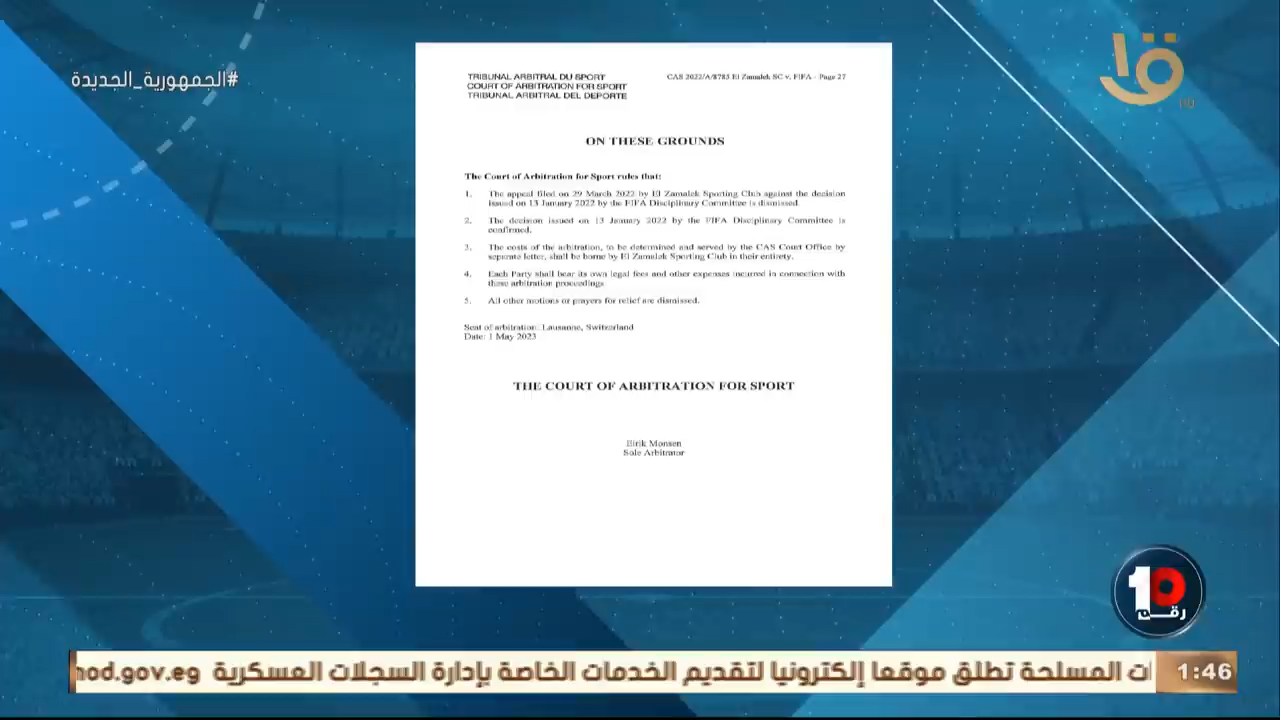 #الجمهورية_الجديدة
TRIBUNAL ARBITRAL DU SPORT
COURT OF ARBITRATION FOR SPORT
TRIBUNAL ARBITRAL DEL DEPORTE
CAS 2022/A/8785 El Zamalek SC v. FIFA - Page 27
ON THESE GROUNDS
The Court of Arbitration for Sport rules that:
1. The appeal filed on 29 March 2022 by El Zamalek Sporting Club against the decision
issued on 13 January 2022 by the FIFA Disciplinary Committee is dismissed.
2. The decision issued on 13 January 2022 by the FIFA Disciplinary Committee is
confirmed.
3. The costs of the arbitration, to be determined and served by the CAS Court Office by
separate letter, shall be borne by El Zamalek Sporting Club in their entirety.
4. Each Party shall bear its own legal fees and other expenses incurred in connection with
these arbitration proceedings
5. All other motions or prayers for relief are dismissed.
Seat of arbitration: Lausanne, Switzerland
Date: 1 May 2023
THE COURT OF ARBITRATION FOR SPORT
Eirik Monsen
Sole Arbitrator
10
رقم
ات المسلحة تطلق موقعا إلكترونيا لتقديم الخدمات الخاصة بإدارة السجلات العسكرية mod.gov.eg
1:46